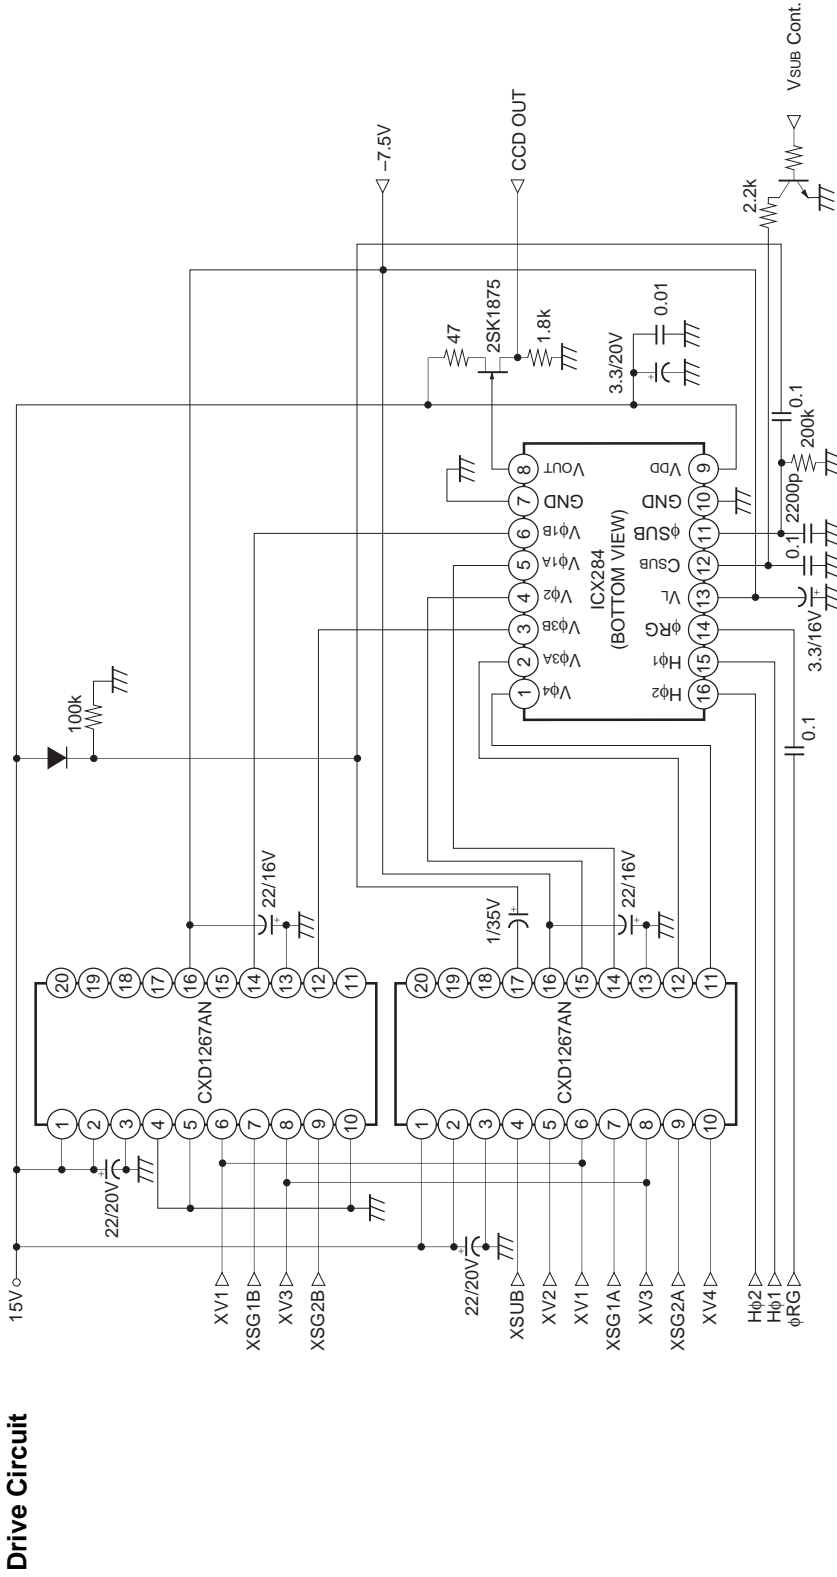 Drive Circuit
15V
100k
–7.5V
22/20V
1
2
3
4
5
6
7
8
9
10
CXD1267AN
20
19
18
17
16
15
14
13
12
11
22/16V
XV1
XSG1B
XV3
XSG2B
22/20V
1
2
3
4
5
6
7
8
9
10
CXD1267AN
20
19
18
17
16
15
14
13
12
11
1/35V
22/16V
XSUB
XV2
XV1
XSG1A
XV3
XSG2A
XV4
Hϕ2
Hϕ1
ϕRG
47
2SK1875
CCD OUT
1.8k
1
2
3
4
5
6
7
8
Vϕ4
Vϕ3A
Vϕ3B
Vϕ2
Vϕ1A
Vϕ1B
GND
VOUT
ICX284
(BOTTOM VIEW)
Hϕ2
Hϕ1
ϕRG
VL
CSUB
ϕSUB
GND
VDD
16
15
14
13
12
11
10
9
3.3/20V
0.01
0.1
3.3/16V
0.1
2200p
200k
0.1
2.2k
VSUB Cont.